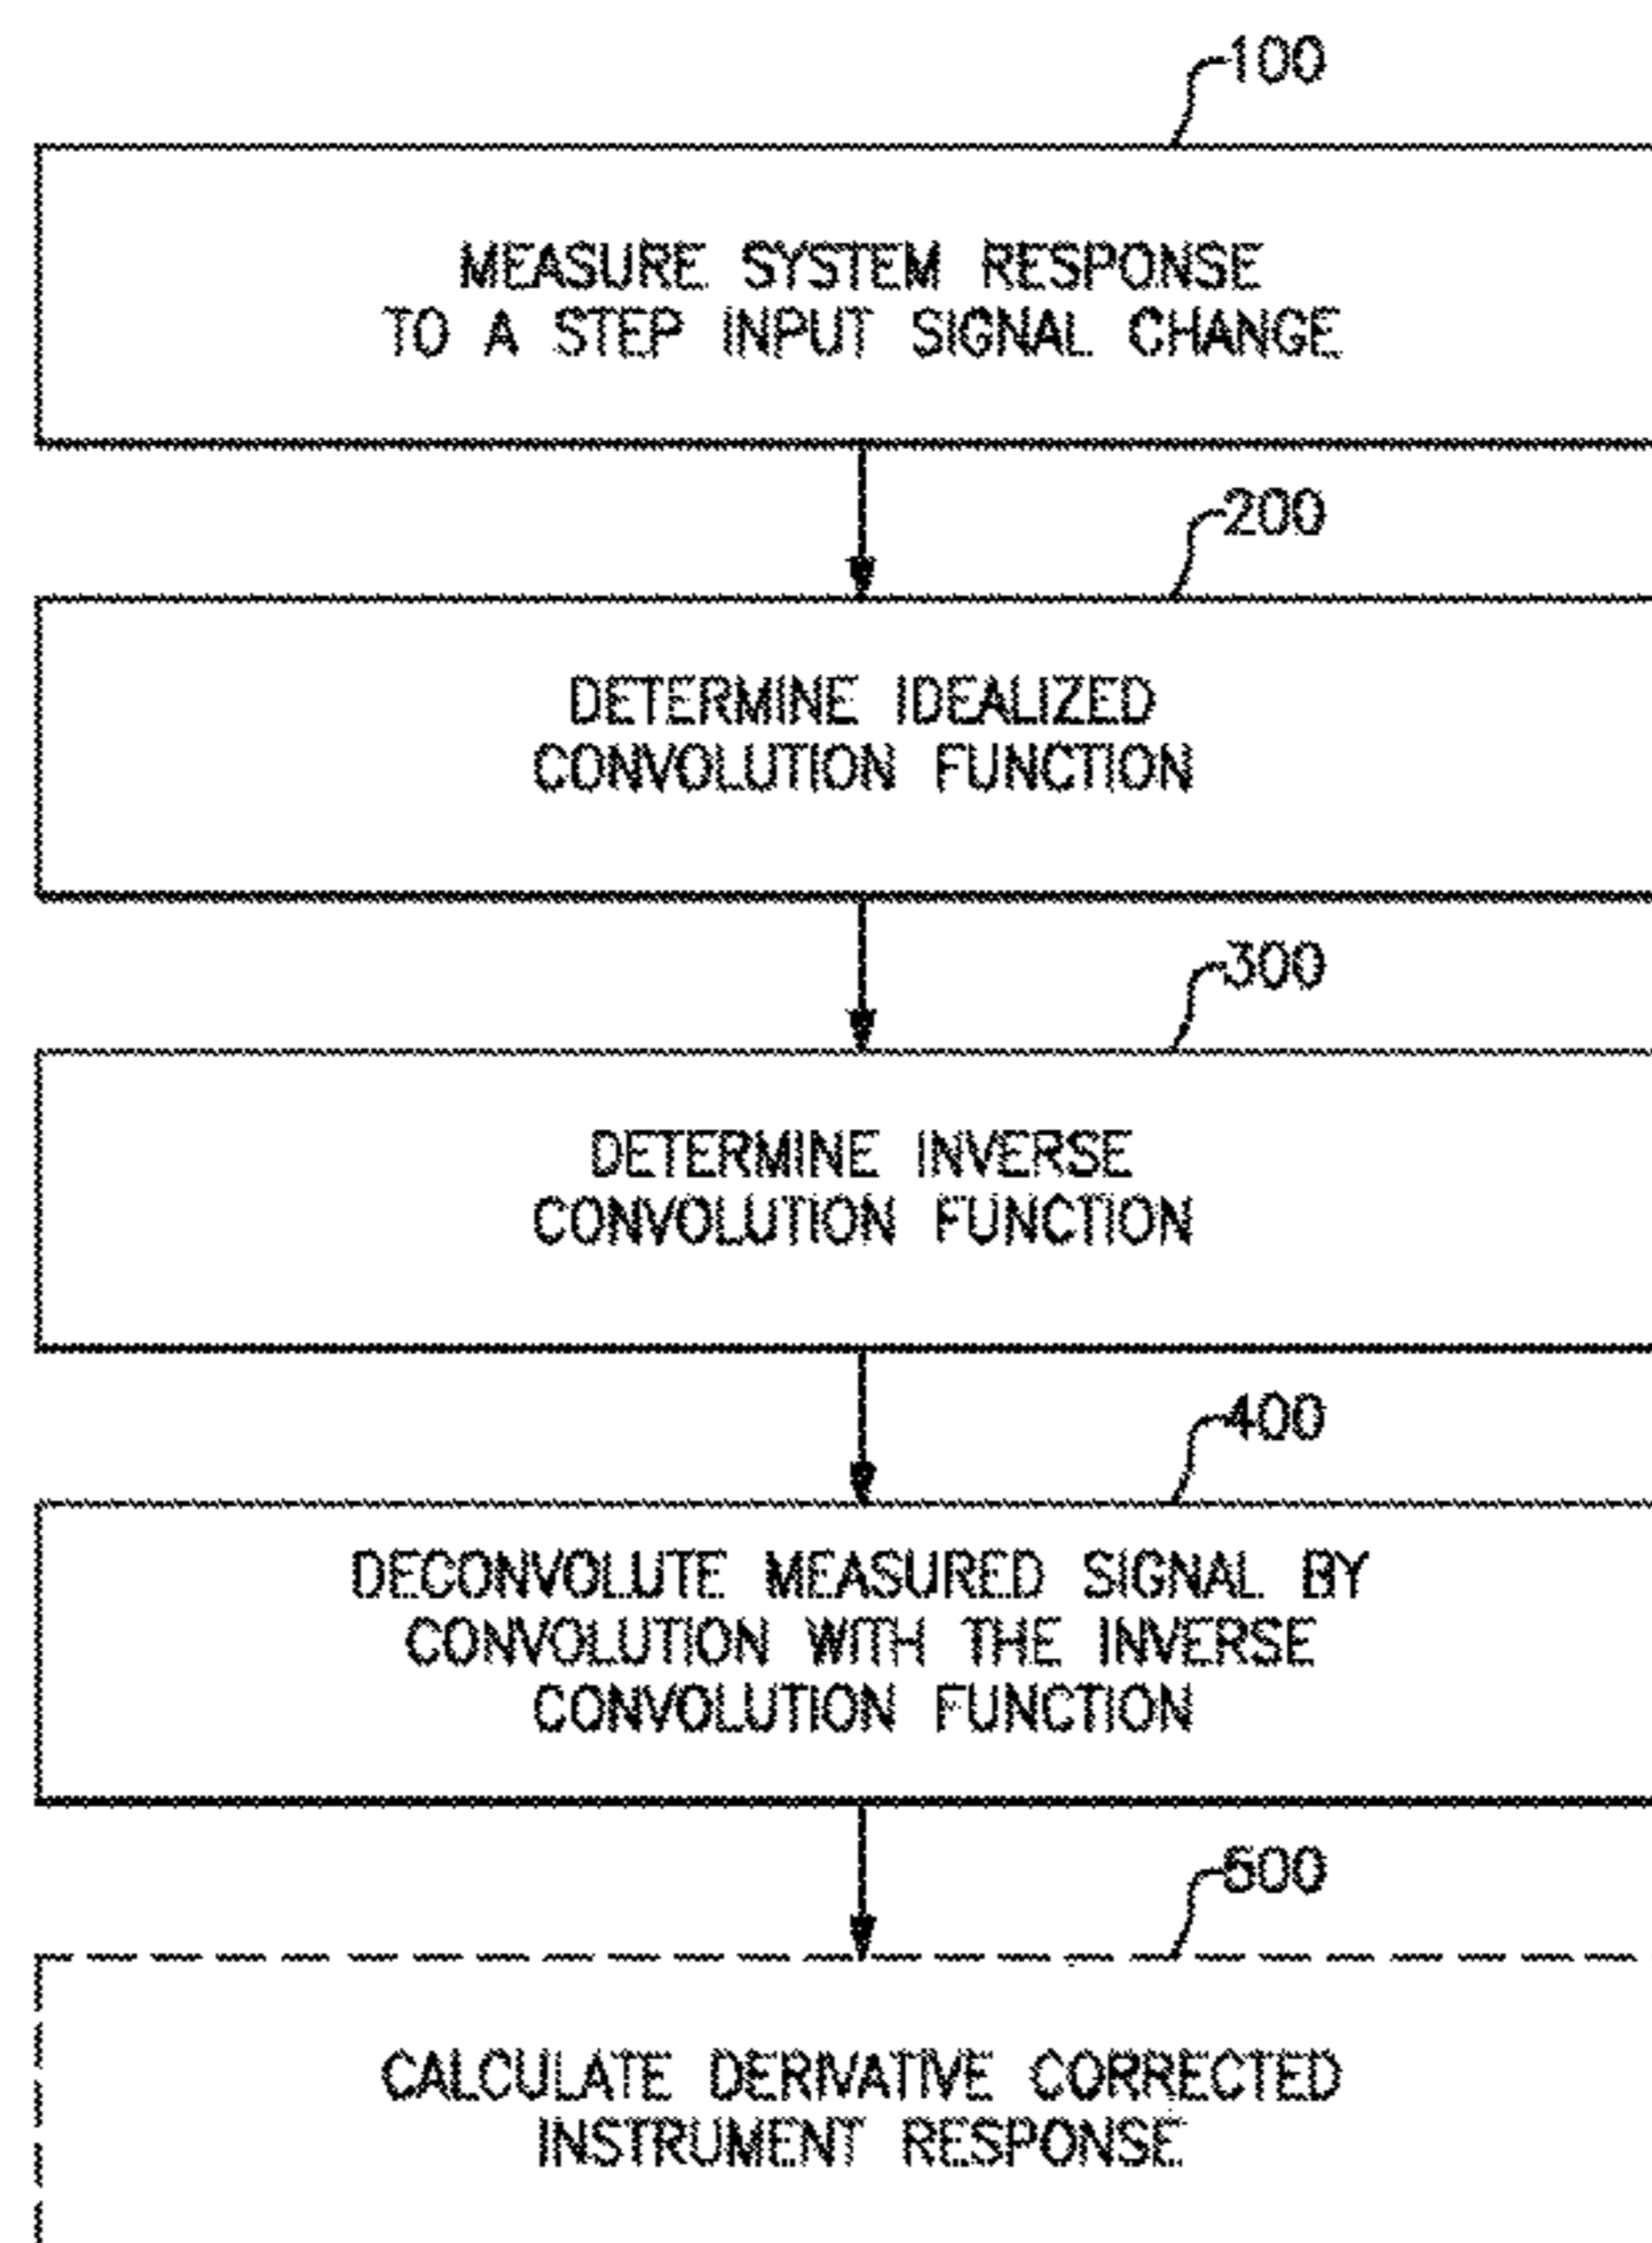 100
MEASURE SYSTEM RESPONSE
TO A STEP INPUT SIGNAL CHANGE
200
DETERMINE IDEALIZED
CONVOLUTION FUNCTION
300
DETERMINE INVERSE
CONVOLUTION FUNCTION
400
DECONVOLUTE MEASURED SIGNAL BY
CONVOLUTION WITH THE INVERSE
CONVOLUTION FUNCTION
500
CALCULATE DERIVATIVE CORRECTED
INSTRUMENT RESPONSE